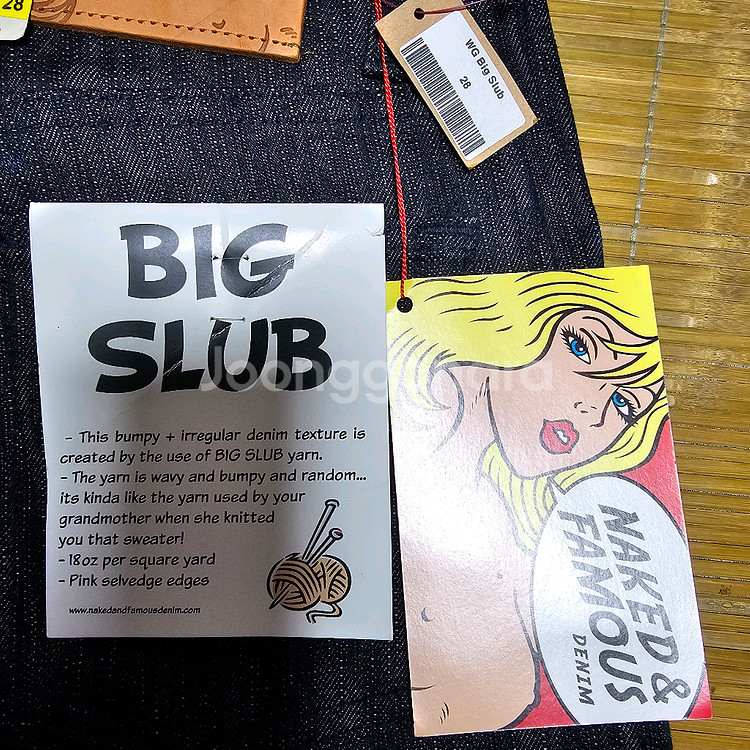 28
WG Big Slub
28
BIG
SLUB
- This bumpy + irregular denim texture is
created by the use of BIG SLUB yarn.
- The yarn is wavy and bumpy and random...
its kinda like the yarn used by your
grandmother when she knitted
you that sweater!
- 18oz per square yard
- Pink selvedge edges
www.nakedandfamousdenim.com
NAKED &
FAMOUS
DENIM
Joonggonara